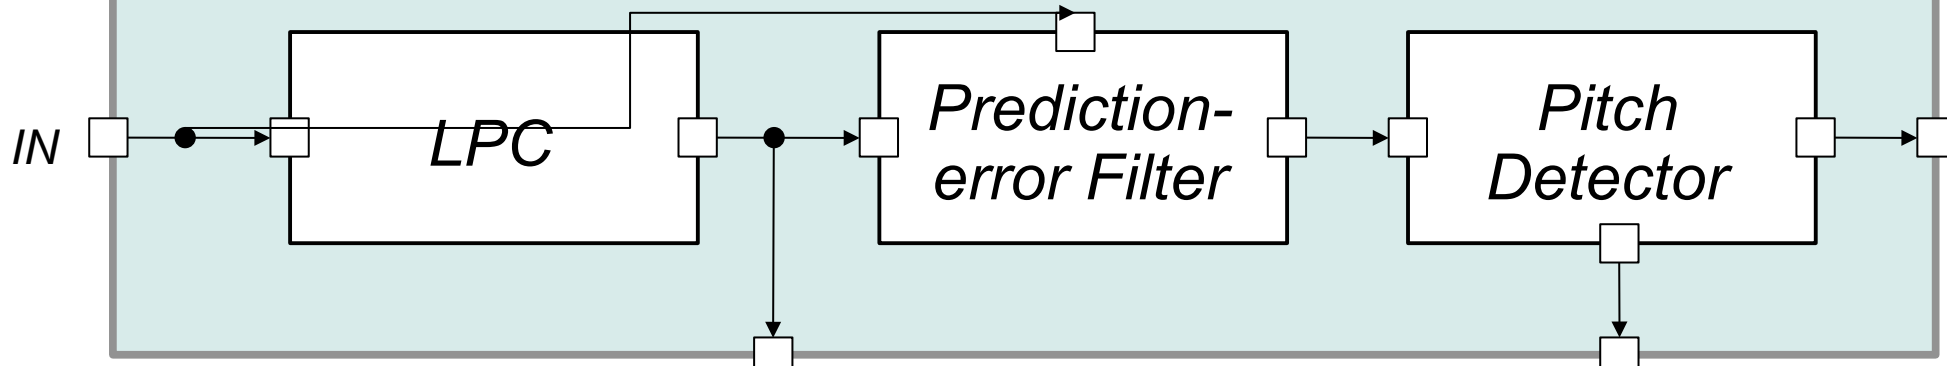 IN
LPC
Prediction-
error Filter
Pitch
Detector